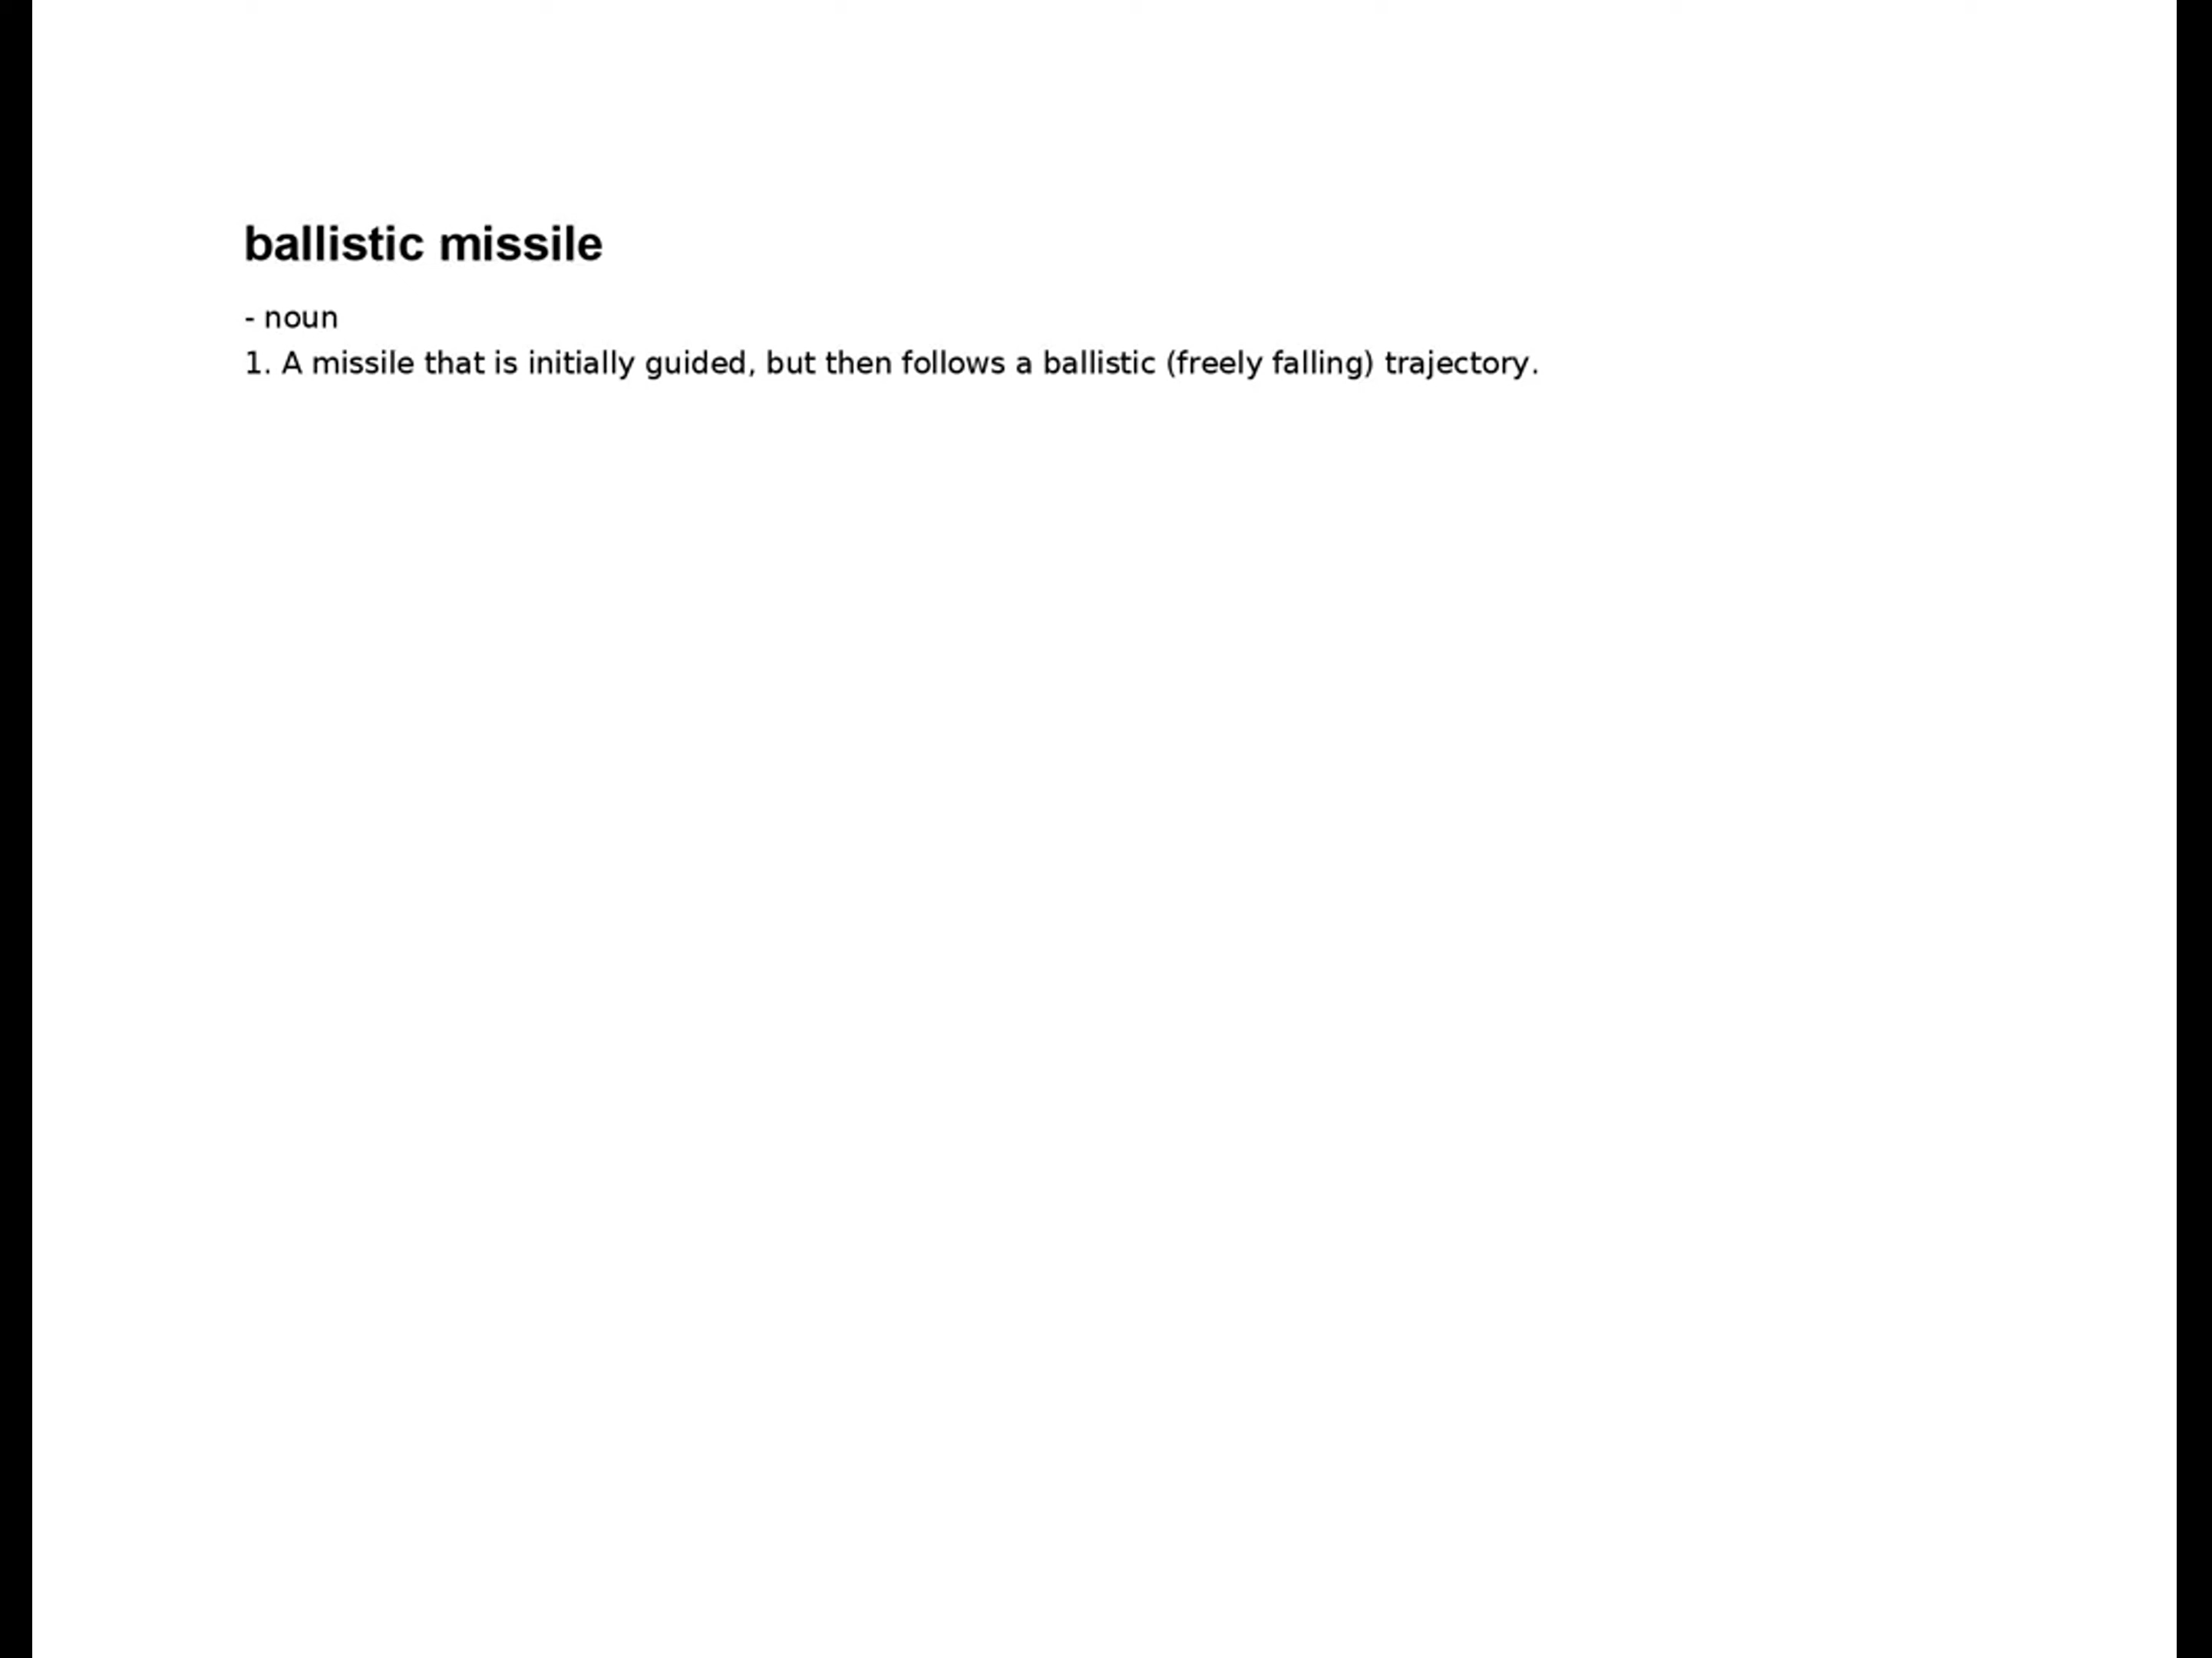 ballistic missile
- noun
1. A missile that is initially guided, but then follows a ballistic (freely falling) trajectory.